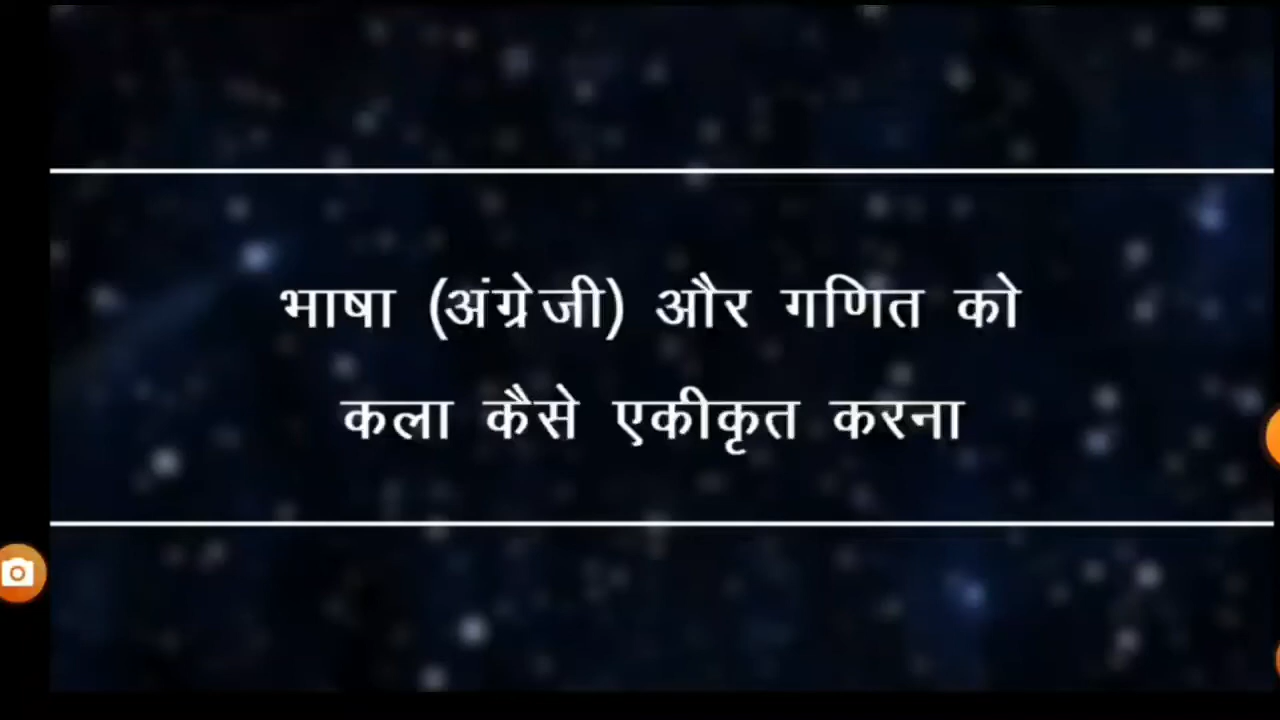 भाषा (अंग्रेजी) और गणित को
कला कैसे एकीकृत करना